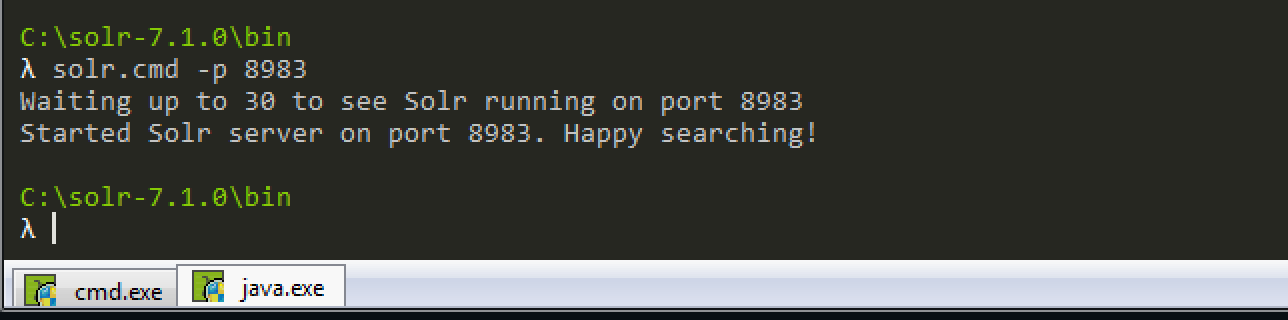 C:\solr-7.1.0\bin
λ solr.cmd -p 8983
Waiting up to 30 to see Solr running on port 8983
Started Solr server on port 8983. Happy searching!
C:\solr-7.1.0\bin
λ
cmd.exe java.exe